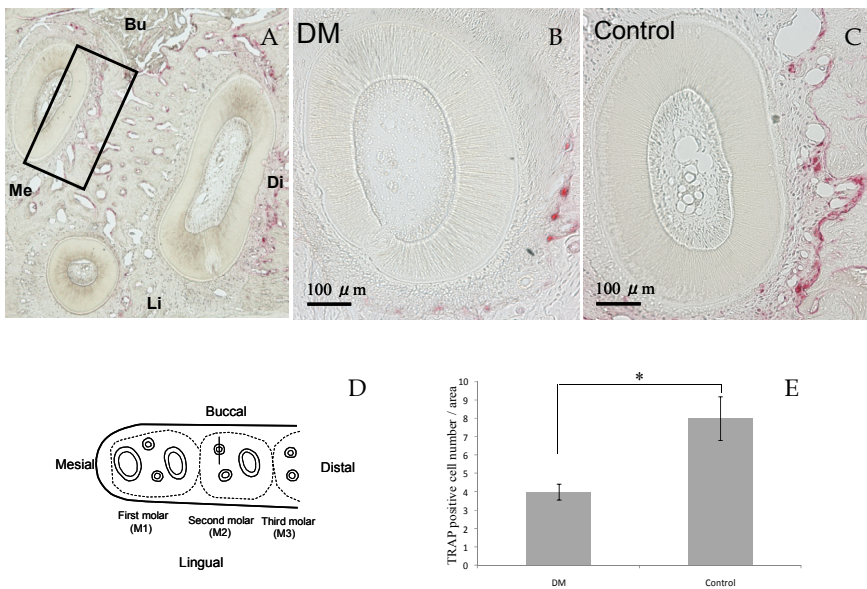 A
Bu
Me
Di
Li
DM
B
100 μm
Control
C
100 μm
D
Buccal
Mesial
Distal
First molar
(M1)
Second molar
(M2)
Third molar
(M3)
Lingual
E
*
TRAP positive cell number / area
10
9
8
7
6
5
4
3
2
1
0
DM
Control